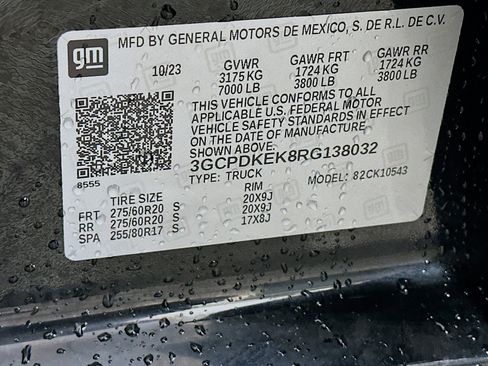 gm
MFD BY GENERAL MOTORS DE MEXICO, S. DE R.L. DE C.V.
10/23 GVWR GAWR FRT GAWR RR
3175 KG 1724 KG 1724 KG
7000 LB 3800 LB 3800 LB
THIS VEHICLE CONFORMS TO ALL
APPLICABLE U.S. FEDERAL MOTOR
VEHICLE SAFETY STANDARDS IN EFFECT
ON THE DATE OF MANUFACTURE
SHOWN ABOVE.
3GCPDKEK8RG138032
8555 TYPE: TRUCK MODEL: 82CK10543
TIRE SIZE RIM
FRT 275/60R20 S 20X9J
RR 275/60R20 S 20X9J
SPA 255/80R17 S 17X8J